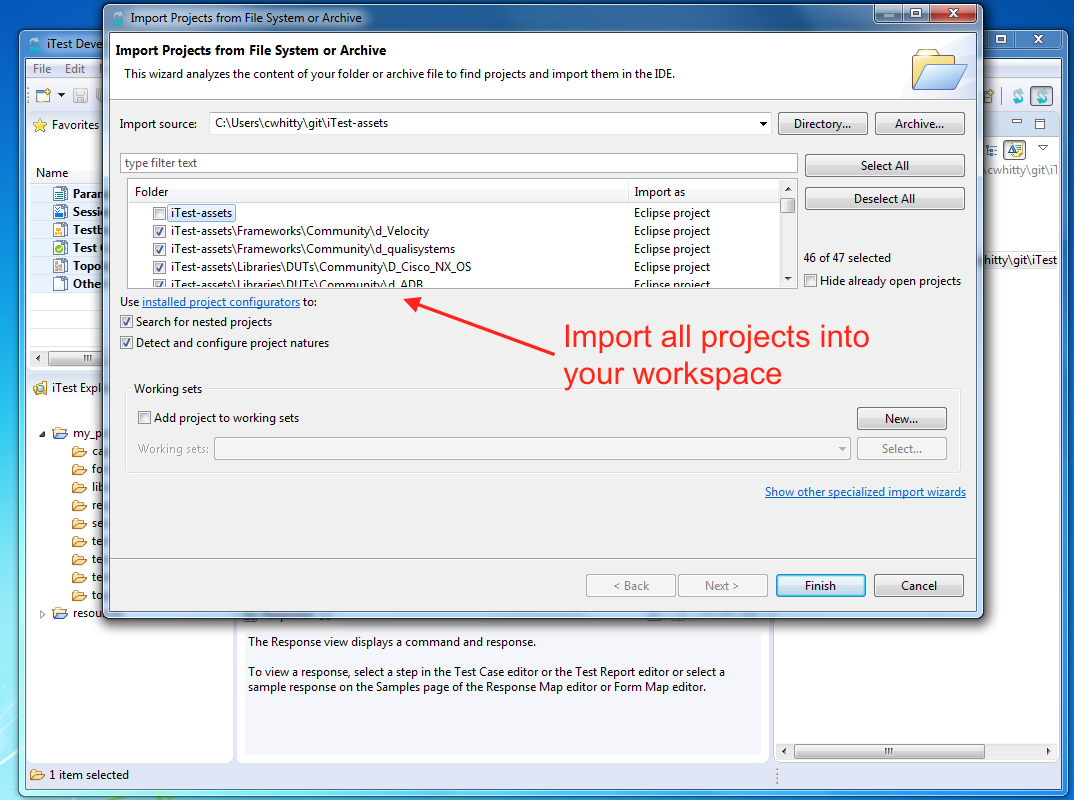 Import Projects from File System or Archive
iTest Deve
Import Projects from File System or Archive
This wizard analyzes the content of your folder or archive file to find projects and import them in the IDE.
File Edit
Import source: C:\Users\cwhitty\git\iTest-assets Directory... Archive...
Favorites
type filter text Select All
Name
\cwhitty\git\iT
Folder Import as
Deselect All
Param
iTest-assets Eclipse project
Sessi
iTest-assets\Frameworks\Community\d_Velocity Eclipse project
Testb
iTest-assets\Frameworks\Community\d_qualisystems Eclipse project
Test
46 of 47 selected
hitty\git\iTest
iTest-assets\Libraries\DUTs\Community\D_Cisco_NX_OS Eclipse project
Topo
iTest-assets\Libraries\DUTs\Community\d_ADB Eclipse project
Othe
Hide already open projects
Use installed project configurators to:
Search for nested projects
Detect and configure project natures
Import all projects into
your workspace
iTest Expl
Working sets
Add project to working sets New...
my_p
Working sets: Select...
ca
fo
lib
re
se
te
te
te
to
Show other specialized import wizards
< Back Next > Finish Cancel
resou
The Response view displays a command and response.
To view a response, select a step in the Test Case editor or the Test Report editor or select a
sample response on the Samples page of the Response Map editor or Form Map editor.
1 item selected